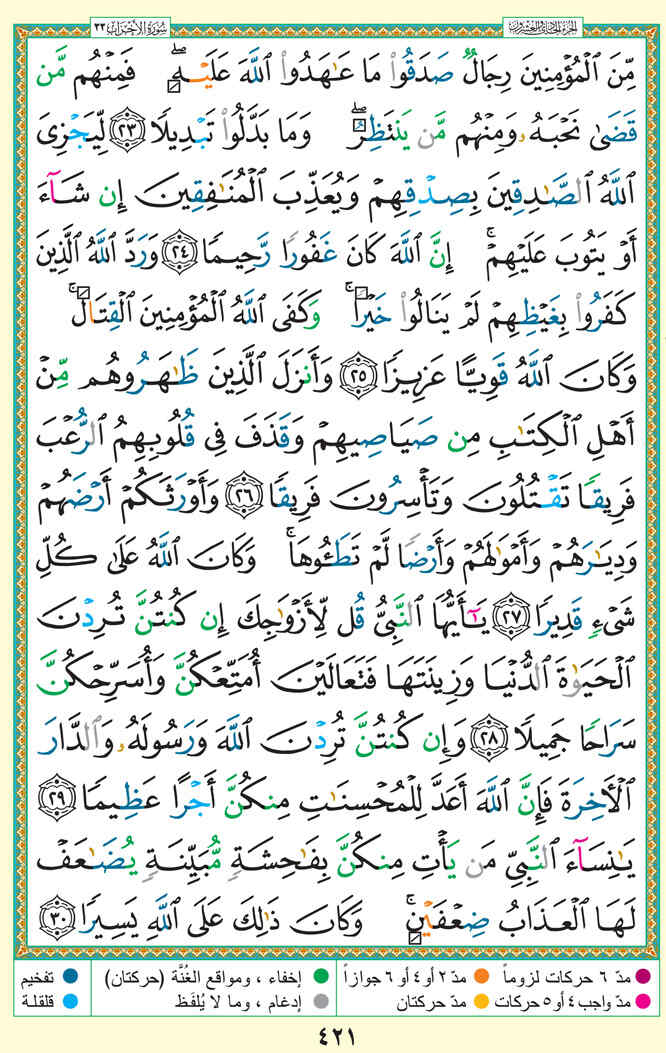 سُورَةُ الأَحْزَابِ ٣٣
الجزء الحادي والعشرون
مِّنَ ٱلْمُؤْمِنِينَ رِجَالٌ صَدَقُوا۟ مَا عَـٰهَدُوا۟ ٱللَّهَ عَلَيْهِ ۖ فَمِنْهُم مَّن
قَضَىٰ نَحْبَهُۥ وَمِنْهُم مَّن يَنتَظِرُ ۖ وَمَا بَدَّلُوا۟ تَبْدِيلًا ٢٣ لِّيَجْزِىَ
ٱللَّهُ ٱلصَّـٰدِقِينَ بِصِدْقِهِمْ وَيُعَذِّبَ ٱلْمُنَـٰفِقِينَ إِن شَآءَ
أَوْ يَتُوبَ عَلَيْهِمْ ۚ إِنَّ ٱللَّهَ كَانَ غَفُورًا رَّحِيمًا ٢٤ وَرَدَّ ٱللَّهُ ٱلَّذِينَ
كَفَرُوا۟ بِغَيْظِهِمْ لَمْ يَنَالُوا۟ خَيْرًا ۚ وَكَفَى ٱللَّهُ ٱلْمُؤْمِنِينَ ٱلْقِتَالَ ۚ
وَكَانَ ٱللَّهُ قَوِيًّا عَزِيزًا ٢٥ وَأَنزَلَ ٱلَّذِينَ ظَـٰهَرُوهُم مِّنْ
أَهْلِ ٱلْكِتَـٰبِ مِن صَيَاصِيهِمْ وَقَذَفَ فِى قُلُوبِهِمُ ٱلرُّعْبَ
فَرِيقًا تَقْتُلُونَ وَتَأْسِرُونَ فَرِيقًا ٢٦ وَأَوْرَثَكُمْ أَرْضَهُمْ
وَدِيَـٰرَهُمْ وَأَمْوَٰلَهُمْ وَأَرْضًا لَّمْ تَطَـُٔوهَا ۚ وَكَانَ ٱللَّهُ عَلَىٰ كُلِّ
شَىْءٍ قَدِيرًا ٢٧ يَـٰٓأَيُّهَا ٱلنَّبِىُّ قُل لِّأَزْوَٰجِكَ إِن كُنتُنَّ تُرِدْنَ
ٱلْحَيَوٰةَ ٱلدُّنْيَا وَزِينَتَهَا فَتَعَالَيْنَ أُمَتِّعْكُنَّ وَأُسَرِّحْكُنَّ
سَرَاحًا جَمِيلًا ٢٨ وَإِن كُنتُنَّ تُرِدْنَ ٱللَّهَ وَرَسُولَهُۥ وَٱلدَّارَ
ٱلْـَٔاخِرَةَ فَإِنَّ ٱللَّهَ أَعَدَّ لِلْمُحْسِنَـٰتِ مِنكُنَّ أَجْرًا عَظِيمًا ٢٩
يَـٰنِسَآءَ ٱلنَّبِىِّ مَن يَأْتِ مِنكُنَّ بِفَـٰحِشَةٍ مُّبَيِّنَةٍ يُضَـٰعَفْ
لَهَا ٱلْعَذَابُ ضِعْفَيْنِ ۚ وَكَانَ ذَٰلِكَ عَلَى ٱللَّهِ يَسِيرًا ٣٠
مدّ ٦ حركات لزوماً مدّ ٢ أو ٤ أو ٦ جوازاً إخفاء ، ومواقع الغُنَّة (حركتان) تفخيم
مدّ واجب ٤ أو ٥ حركات مدّ حركتان إدغام ، وما لا يُلفَظ قلقلة
٤٢١